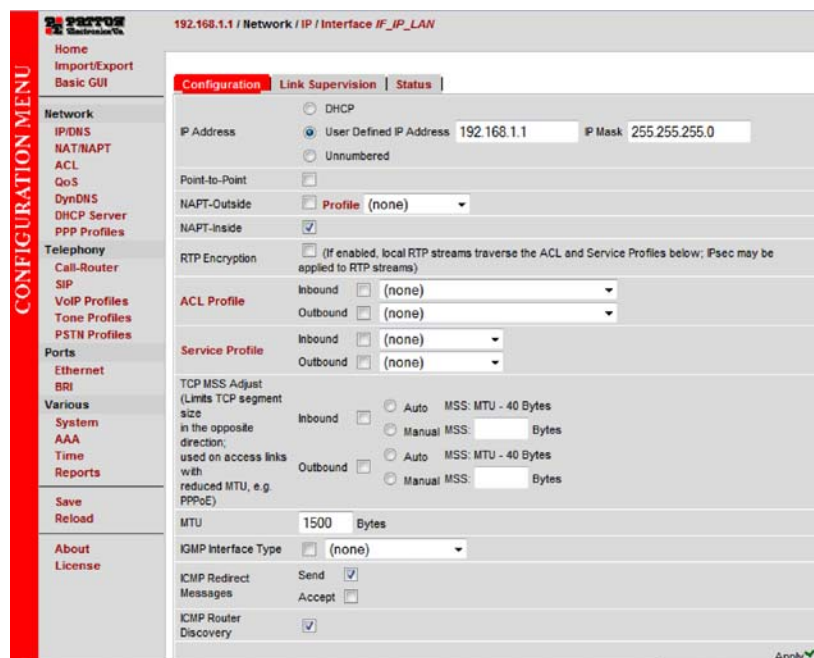 PATTON
Electronics Co.
192.168.1.1 / Network / IP / Interface IF_IP_LAN
CONFIGURATION MENU
Home
Import/Export
Basic GUI
Network
IP/DNS
NAT/NAPT
ACL
QoS
DynDNS
DHCP Server
PPP Profiles
Telephony
Call-Router
SIP
VoIP Profiles
Tone Profiles
PSTN Profiles
Ports
Ethernet
BRI
Various
System
AAA
Time
Reports
Save
Reload
About
License
Configuration Link Supervision Status
IP Address
DHCP
User Defined IP Address 192.168.1.1 IP Mask 255.255.255.0
Unnumbered
Point-to-Point
NAPT-Outside Profile (none)
NAPT-Inside
RTP Encryption (If enabled, local RTP streams traverse the ACL and Service Profiles below; IPsec may be
applied to RTP streams)
ACL Profile
Inbound (none)
Outbound (none)
Service Profile
Inbound (none)
Outbound (none)
TCP MSS Adjust
(Limits TCP segment
size
in the opposite
direction;
used on access links
with
reduced MTU, e.g.
PPPoE)
Inbound
Auto MSS: MTU - 40 Bytes
Manual MSS: Bytes
Outbound
Auto MSS: MTU - 40 Bytes
Manual MSS: Bytes
MTU 1500 Bytes
IGMP Interface Type (none)
ICMP Redirect
Messages
Send
Accept
ICMP Router
Discovery
Apply